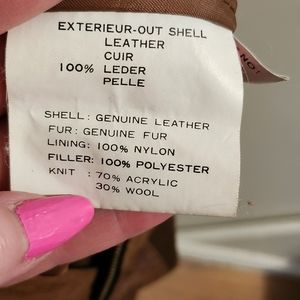 EXTERIEUR-OUT SHELL
LEATHER
CUIR
100% LEDER
PELLE
SHELL: GENUINE LEATHER
FUR: GENUINE FUR
LINING: 100% NYLON
FILLER: 100% POLYESTER
KNIT : 70% ACRYLIC
30% WOOL